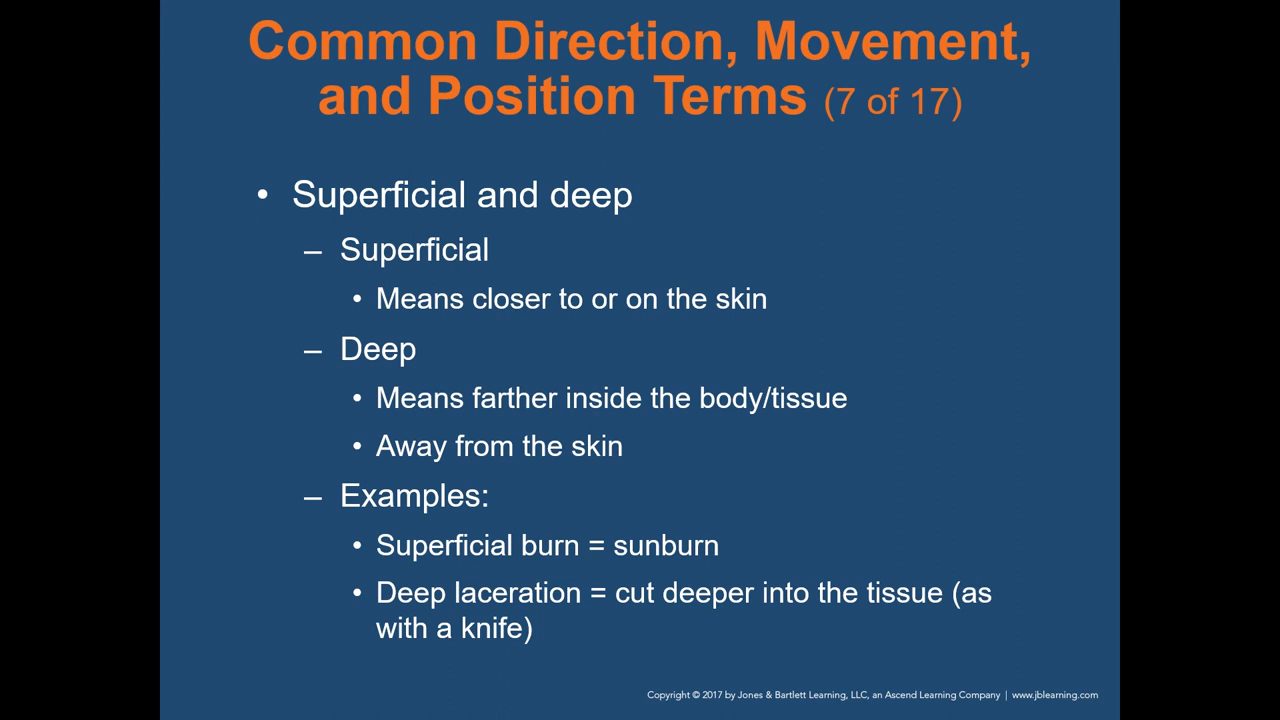 Common Direction, Movement,
and Position Terms (7 of 17)
• Superficial and deep
– Superficial
• Means closer to or on the skin
– Deep
• Means farther inside the body/tissue
• Away from the skin
– Examples:
• Superficial burn = sunburn
• Deep laceration = cut deeper into the tissue (as
with a knife)
Copyright © 2017 by Jones & Bartlett Learning, LLC, an Ascend Learning Company | www.jblearning.com